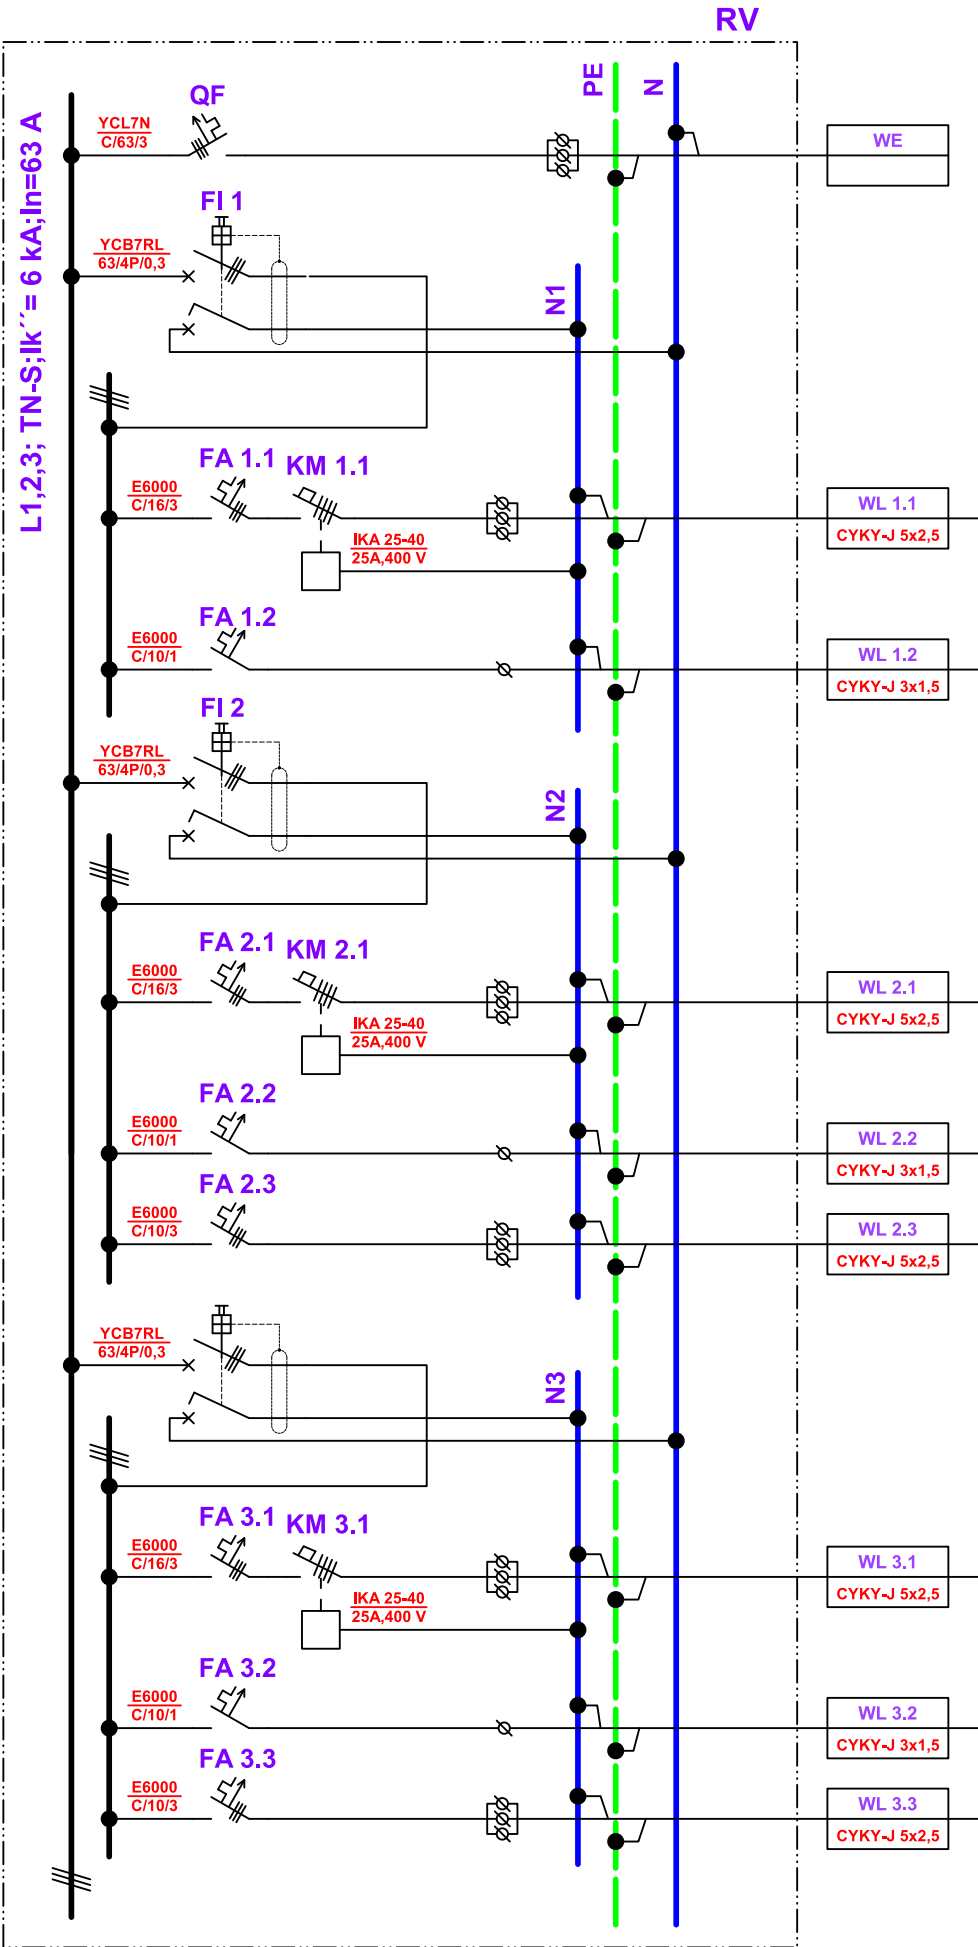 RV
L1,2,3; TN-S;Ik´´= 6 kA;In=63 A
PE
N
QF
YCL7N
C/63/3
WE
FI 1
YCB7RL
63/4P/0,3
N1
FA 1.1
KM 1.1
E6000
C/16/3
IKA 25-40
25A,400 V
WL 1.1
CYKY-J 5x2,5
FA 1.2
E6000
C/10/1
WL 1.2
CYKY-J 3x1,5
FI 2
YCB7RL
63/4P/0,3
N2
FA 2.1
KM 2.1
E6000
C/16/3
IKA 25-40
25A,400 V
WL 2.1
CYKY-J 5x2,5
FA 2.2
E6000
C/10/1
WL 2.2
CYKY-J 3x1,5
FA 2.3
E6000
C/10/3
WL 2.3
CYKY-J 5x2,5
YCB7RL
63/4P/0,3
N3
FA 3.1
KM 3.1
E6000
C/16/3
IKA 25-40
25A,400 V
WL 3.1
CYKY-J 5x2,5
FA 3.2
E6000
C/10/1
WL 3.2
CYKY-J 3x1,5
FA 3.3
E6000
C/10/3
WL 3.3
CYKY-J 5x2,5